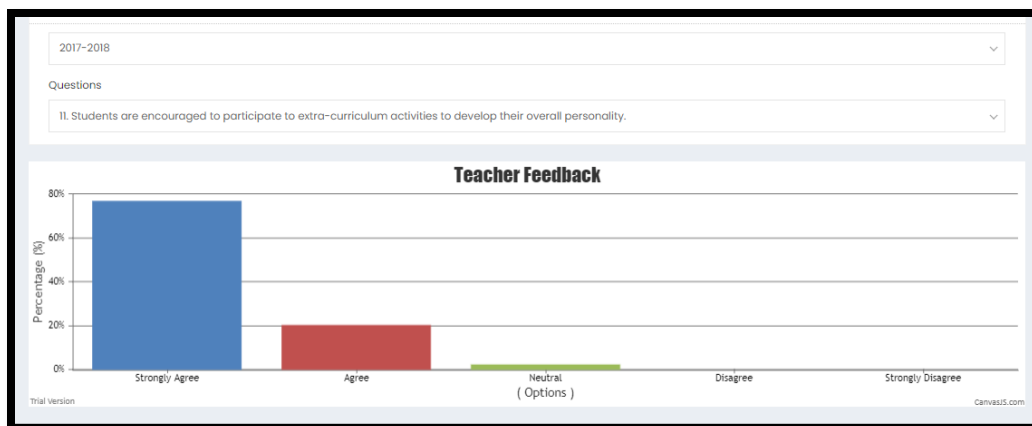 2017-2018
Questions
11. Students are encouraged to participate to extra-curriculum activities to develop their overall personality.
Teacher Feedback
Percentage (%)
80%
60%
40%
20%
0%
Strongly Agree Agree Neutral Disagree Strongly Disagree
( Options )
Trial Version CanvasJS.com